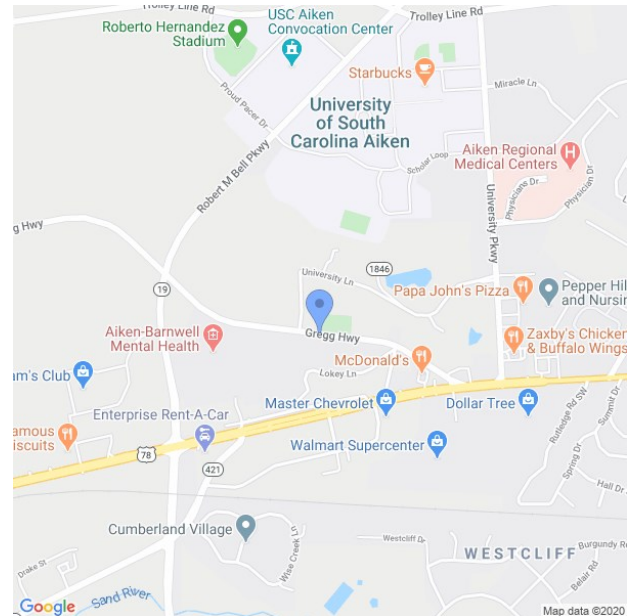 Trolley Line Rd
Trolley Line Rd
Roberto Hernandez
Stadium
USC Aiken
Convocation Center
Starbucks
Miracle Ln
Proud Pacer Dr
University
of South
Carolina Aiken
Aiken Regional
Medical Centers
Scholar Loop
Physicians Dr
Physician Dr
Robert M Bell Pkwy
University Pkwy
g Hwy
19
University Ln
1846
Papa John's Pizza
Pepper Hil
and Nursin
Aiken-Barnwell
Mental Health
Gregg Hwy
McDonald's
Zaxby's Chicken
& Buffalo Wings
am's Club
Lokey Ln
Master Chevrolet
Dollar Tree
Enterprise Rent-A-Car
Rutledge Rd SW
Summit Dr
amous
iscuits
78
Walmart Supercenter
421
Spring Dr
Hall Dr S
Cumberland Village
Wise Creek Ln
Westcliff Dr
WESTCLIFF
Burgundy Rd
Belair Rd
Drake St
Sand River
Google
Map data ©2020